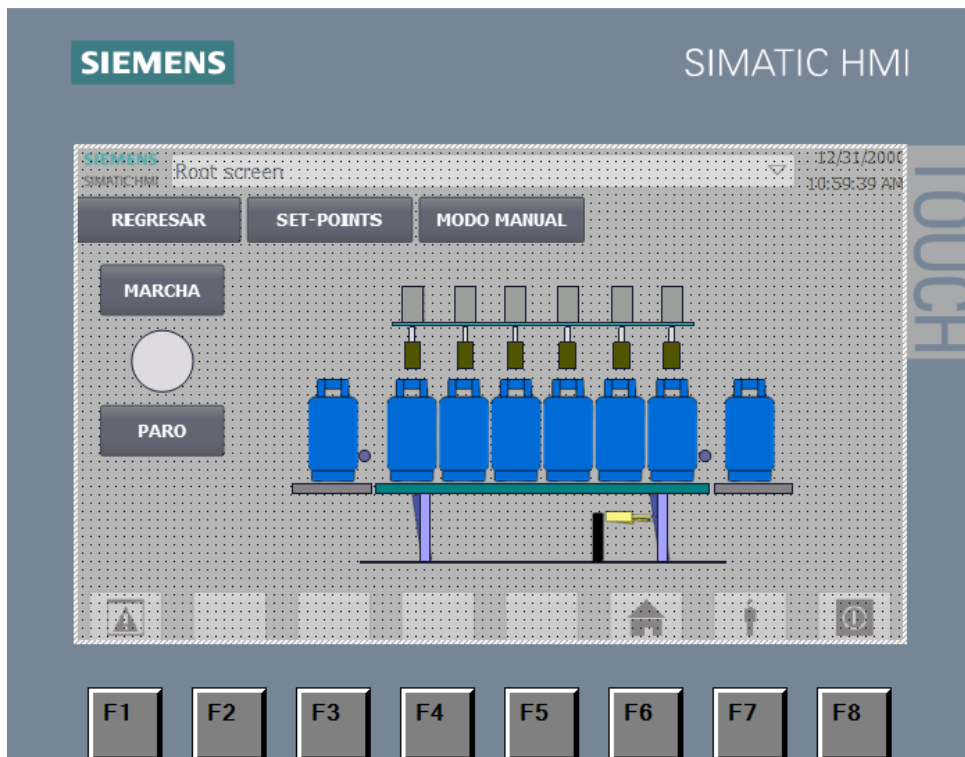 SIEMENS
SIMATIC HMI
SIEMENS
SIMATIC HMI
Root screen
12/31/2000
10:59:39 AM
TOUCH
REGRESAR
SET-POINTS
MODO MANUAL
MARCHA
PARO
F1
F2
F3
F4
F5
F6
F7
F8